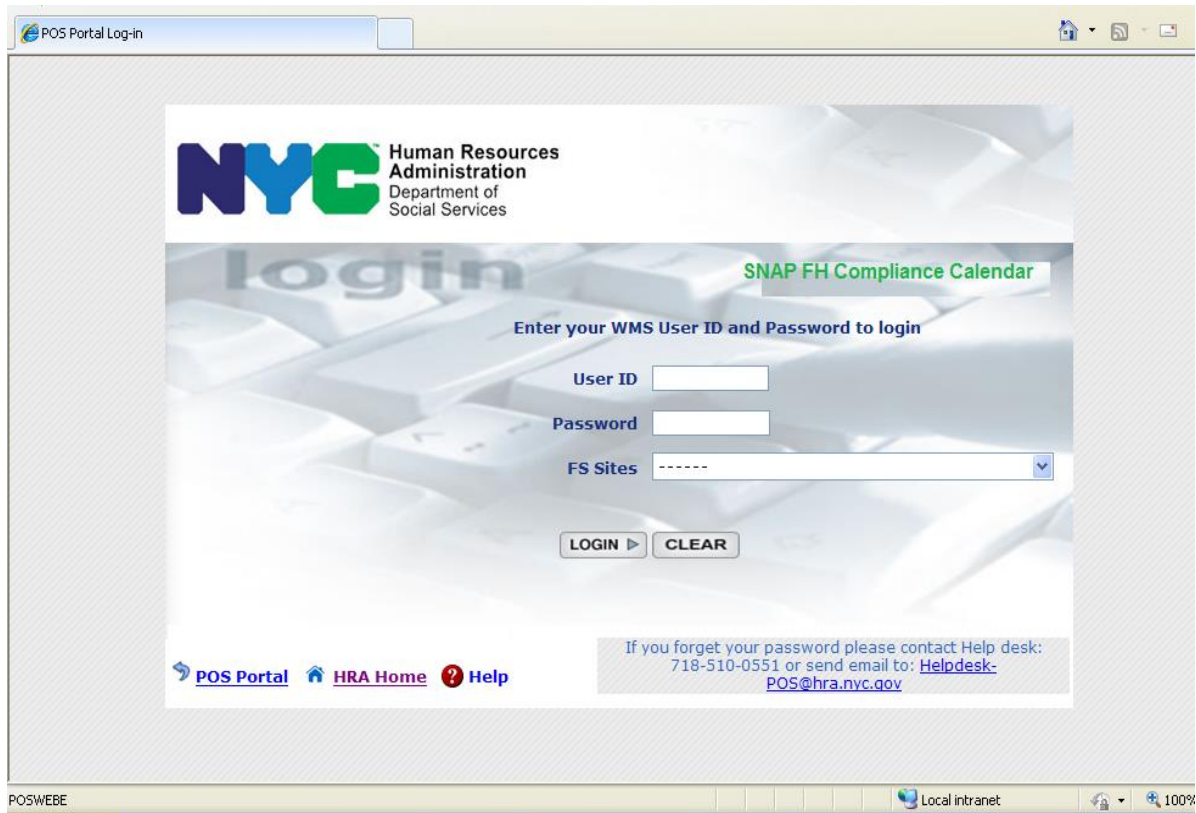 POS Portal Log-in
NYC
Human Resources
Administration
Department of
Social Services
login
SNAP FH Compliance Calendar
Enter your WMS User ID and Password to login
User ID
Password
FS Sites ------
LOGIN CLEAR
If you forget your password please contact Help desk:
718-510-0551 or send email to: Helpdesk-
POS@hra.nyc.gov
POS Portal HRA Home ? Help
POSWEBE Local intranet 100%